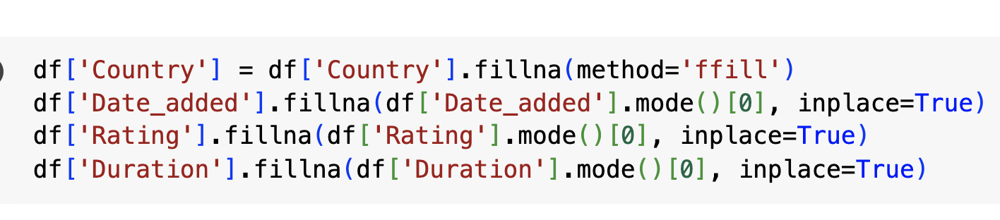 df['Country'] = df['Country'].fillna(method='ffill')
df['Date_added'].fillna(df['Date_added'].mode()[0], inplace=True)
df['Rating'].fillna(df['Rating'].mode()[0], inplace=True)
df['Duration'].fillna(df['Duration'].mode()[0], inplace=True)